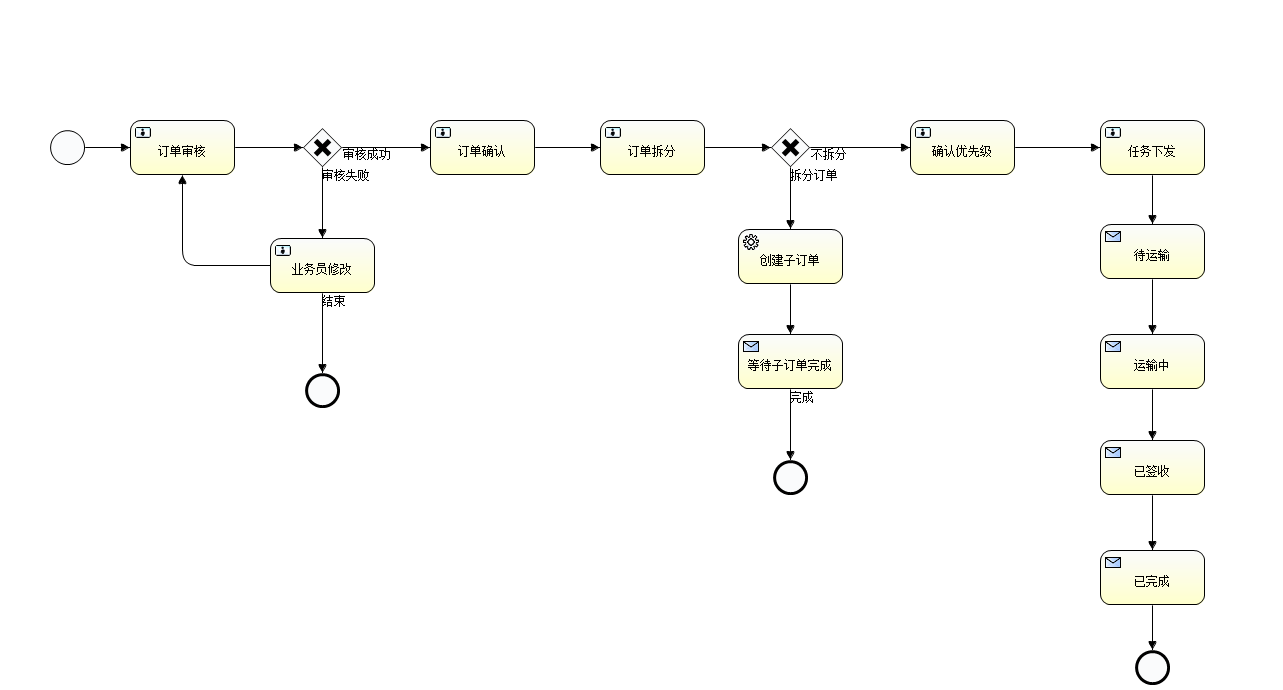 订单审核
审核成功
审核失败
订单确认
订单拆分
不拆分
拆分订单
确认优先级
任务下发
业务员修改
结束
创建子订单
等待子订单完成
完成
待运输
运输中
已签收
已完成